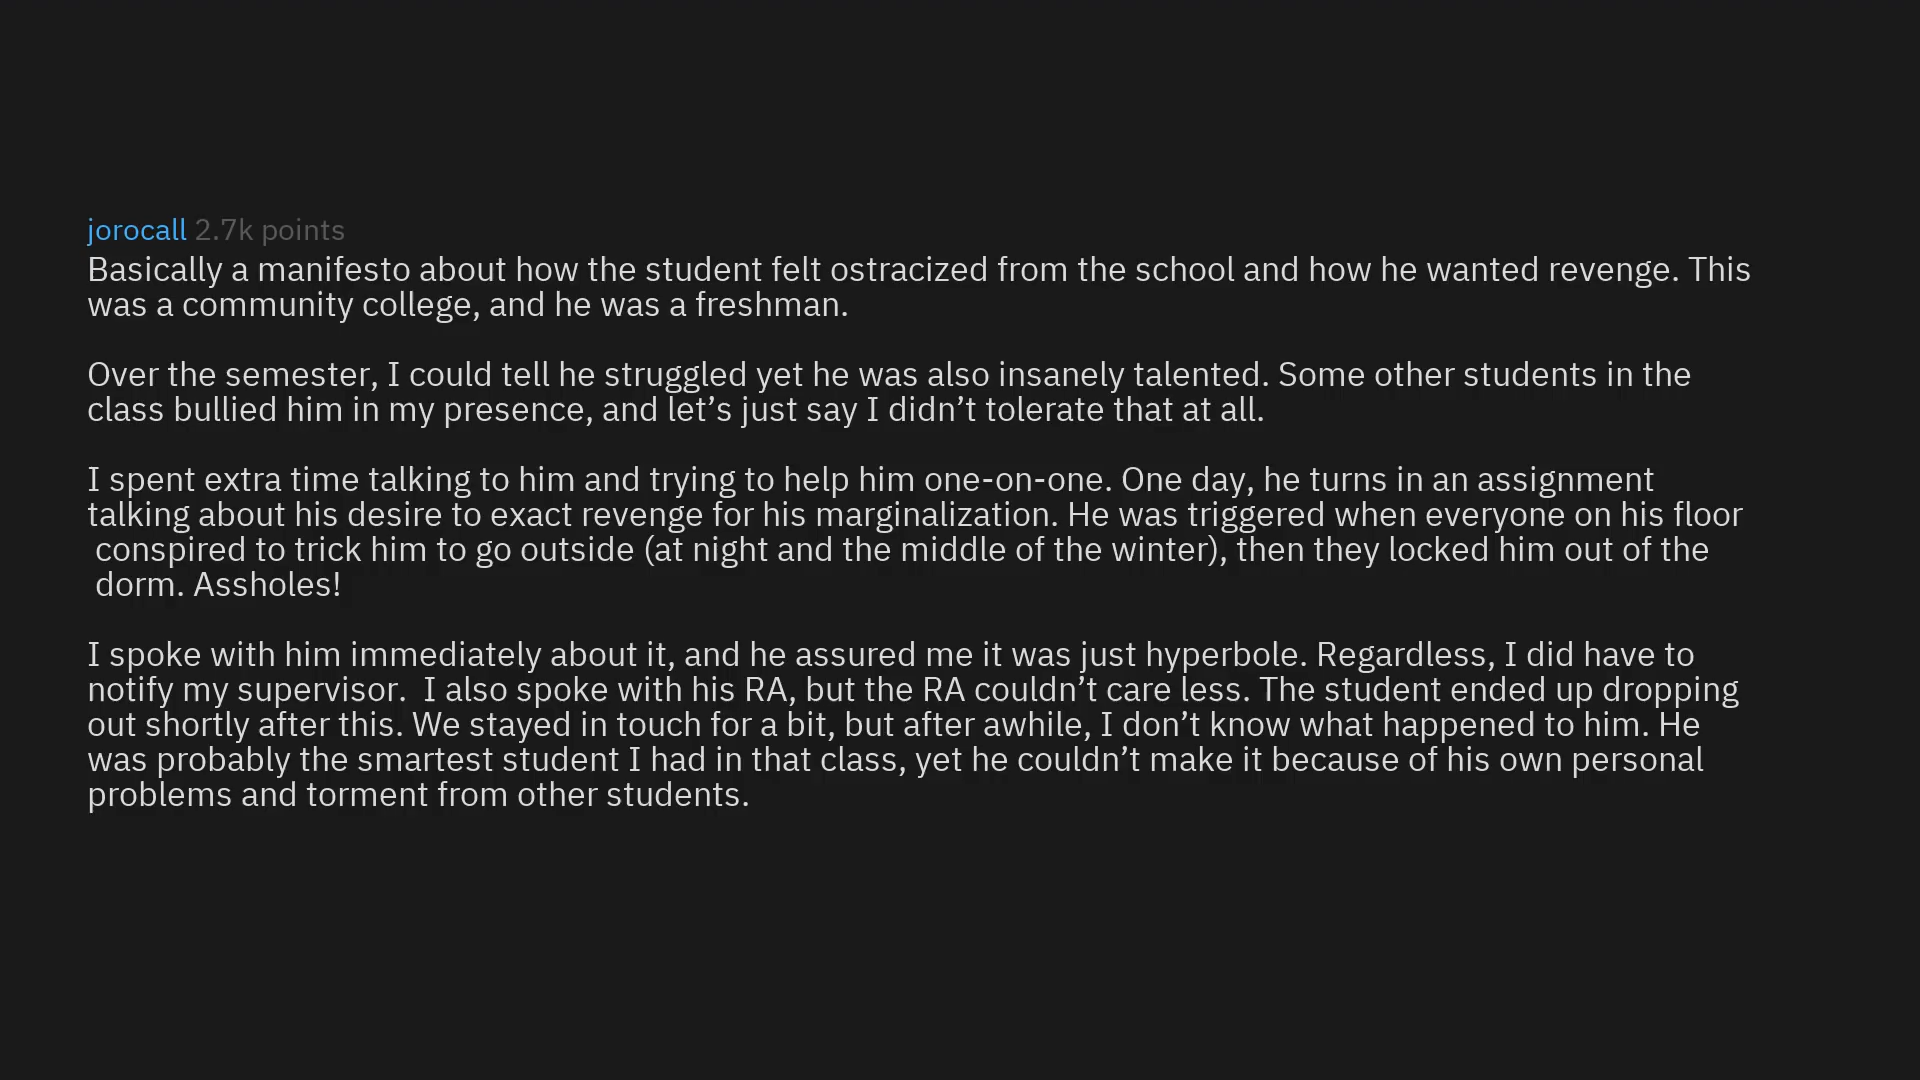 jorocall 2.7k points
Basically a manifesto about how the student felt ostracized from the school and how he wanted revenge. This
was a community college, and he was a freshman.
Over the semester, I could tell he struggled yet he was also insanely talented. Some other students in the
class bullied him in my presence, and let’s just say I didn’t tolerate that at all.
I spent extra time talking to him and trying to help him one-on-one. One day, he turns in an assignment
talking about his desire to exact revenge for his marginalization. He was triggered when everyone on his floor
conspired to trick him to go outside (at night and the middle of the winter), then they locked him out of the
dorm. Assholes!
I spoke with him immediately about it, and he assured me it was just hyperbole. Regardless, I did have to
notify my supervisor.  I also spoke with his RA, but the RA couldn’t care less. The student ended up dropping
out shortly after this. We stayed in touch for a bit, but after awhile, I don’t know what happened to him. He
was probably the smartest student I had in that class, yet he couldn’t make it because of his own personal
problems and torment from other students.